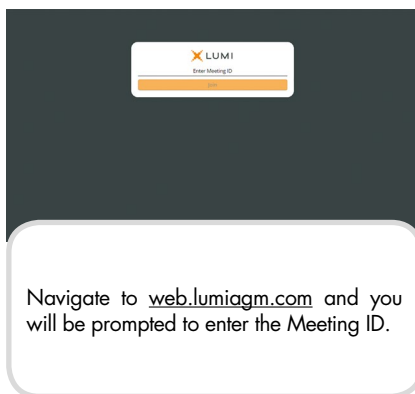 LUMI
Enter Meeting ID
Join
Navigate to web.lumiagm.com and you
will be prompted to enter the Meeting ID.